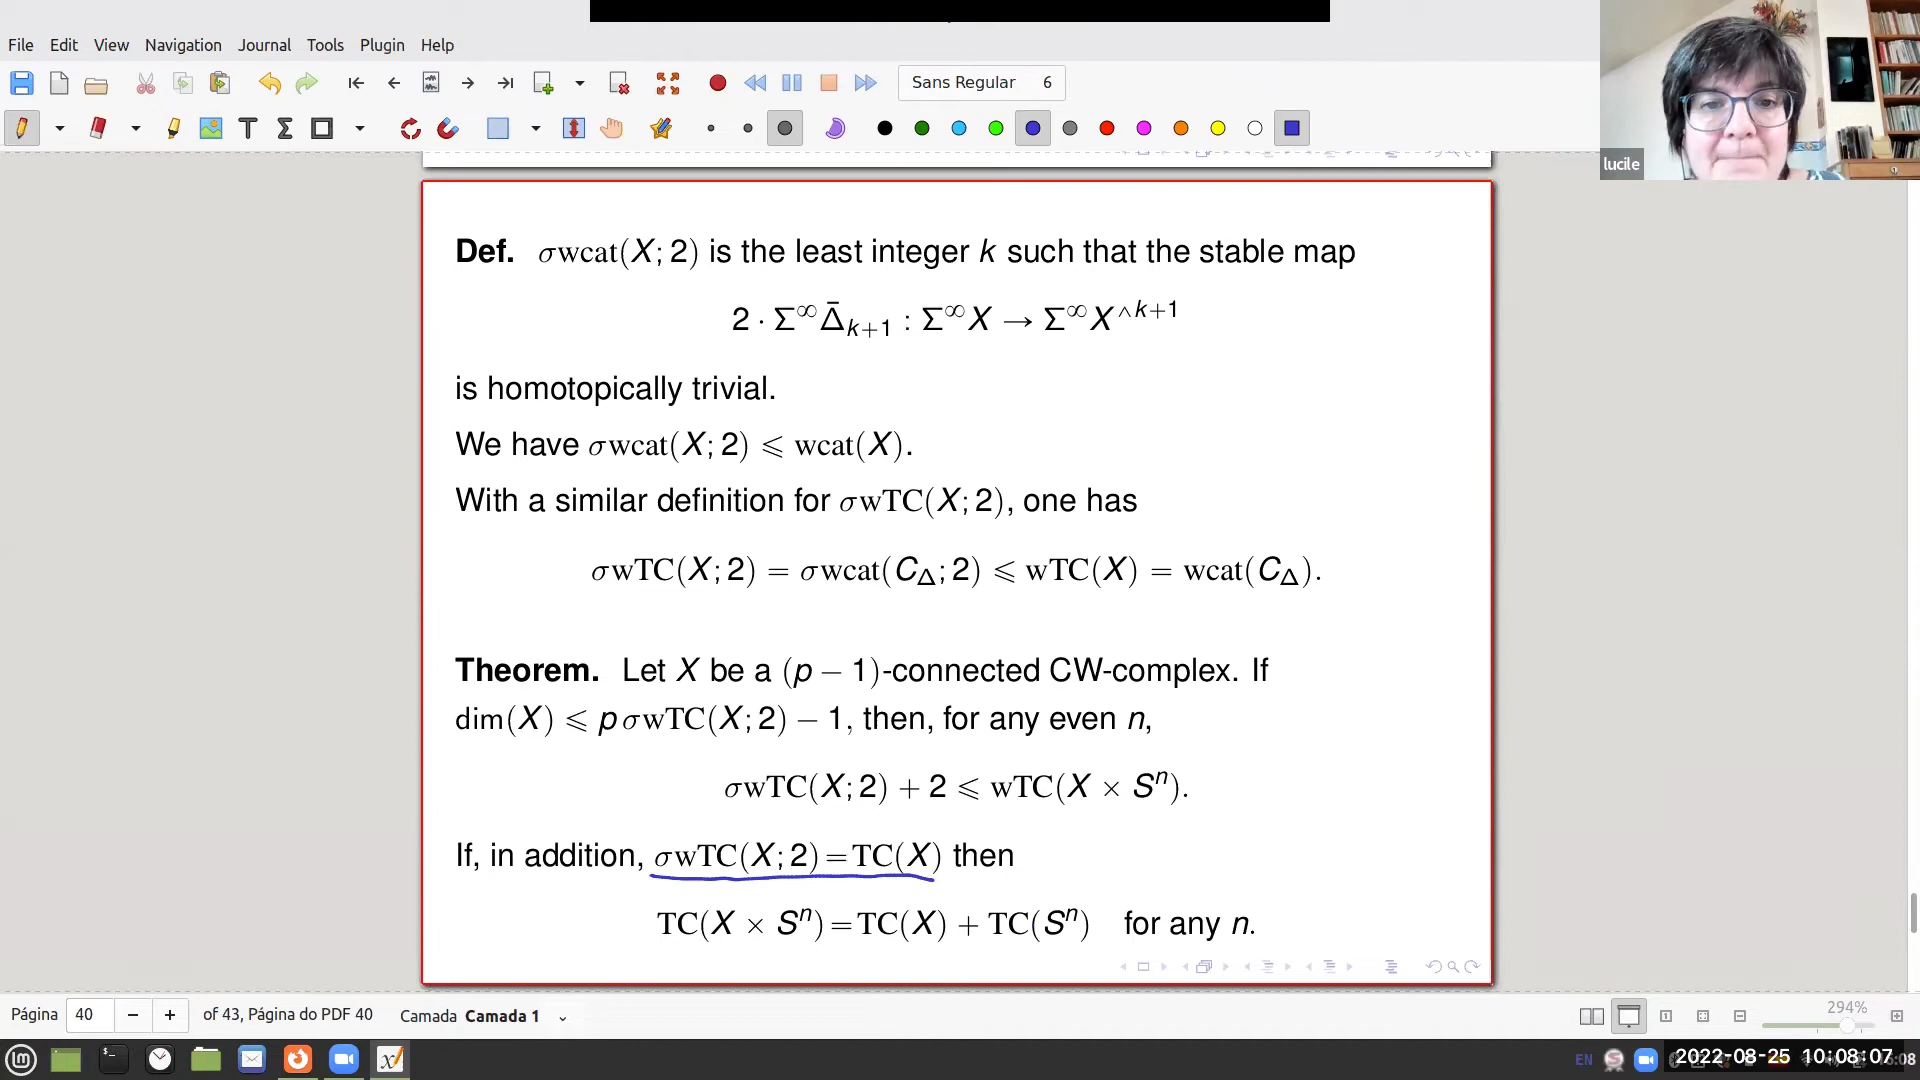 File Edit View Navigation Journal Tools Plugin Help
Sans Regular 6
lucile
Def. σwcat(X; 2) is the least integer k such that the stable map
2 · Σ^∞ Δ̄_{k+1} : Σ^∞ X → Σ^∞ X^{∧k+1}
is homotopically trivial.
We have σwcat(X; 2) ⩽ wcat(X).
With a similar definition for σwTC(X; 2), one has
σwTC(X; 2) = σwcat(C_Δ; 2) ⩽ wTC(X) = wcat(C_Δ).
Theorem. Let X be a (p − 1)-connected CW-complex. If
dim(X) ⩽ p σwTC(X; 2) − 1, then, for any even n,
σwTC(X; 2) + 2 ⩽ wTC(X × S^n).
If, in addition, σwTC(X; 2) = TC(X) then
TC(X × S^n) = TC(X) + TC(S^n) for any n.
Página 40 of 43, Página do PDF 40 Camada Camada 1
294%
EN 2022-08-25 10:08:07